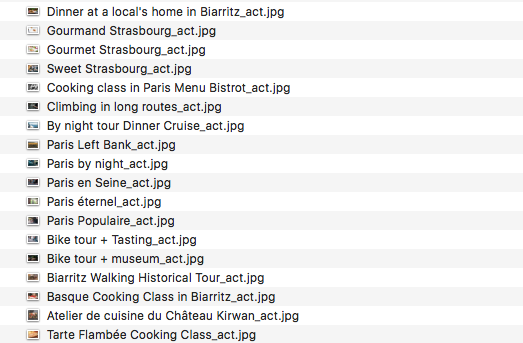 Dinner at a local's home in Biarritz_act.jpg
Gourmand Strasbourg_act.jpg
Gourmet Strasbourg_act.jpg
Sweet Strasbourg_act.jpg
Cooking class in Paris Menu Bistrot_act.jpg
Climbing in long routes_act.jpg
By night tour Dinner Cruise_act.jpg
Paris Left Bank_act.jpg
Paris by night_act.jpg
Paris en Seine_act.jpg
Paris éternel_act.jpg
Paris Populaire_act.jpg
Bike tour + Tasting_act.jpg
Bike tour + museum_act.jpg
Biarritz Walking Historical Tour_act.jpg
Basque Cooking Class in Biarritz_act.jpg
Atelier de cuisine du Château Kirwan_act.jpg
Tarte Flambée Cooking Class_act.jpg